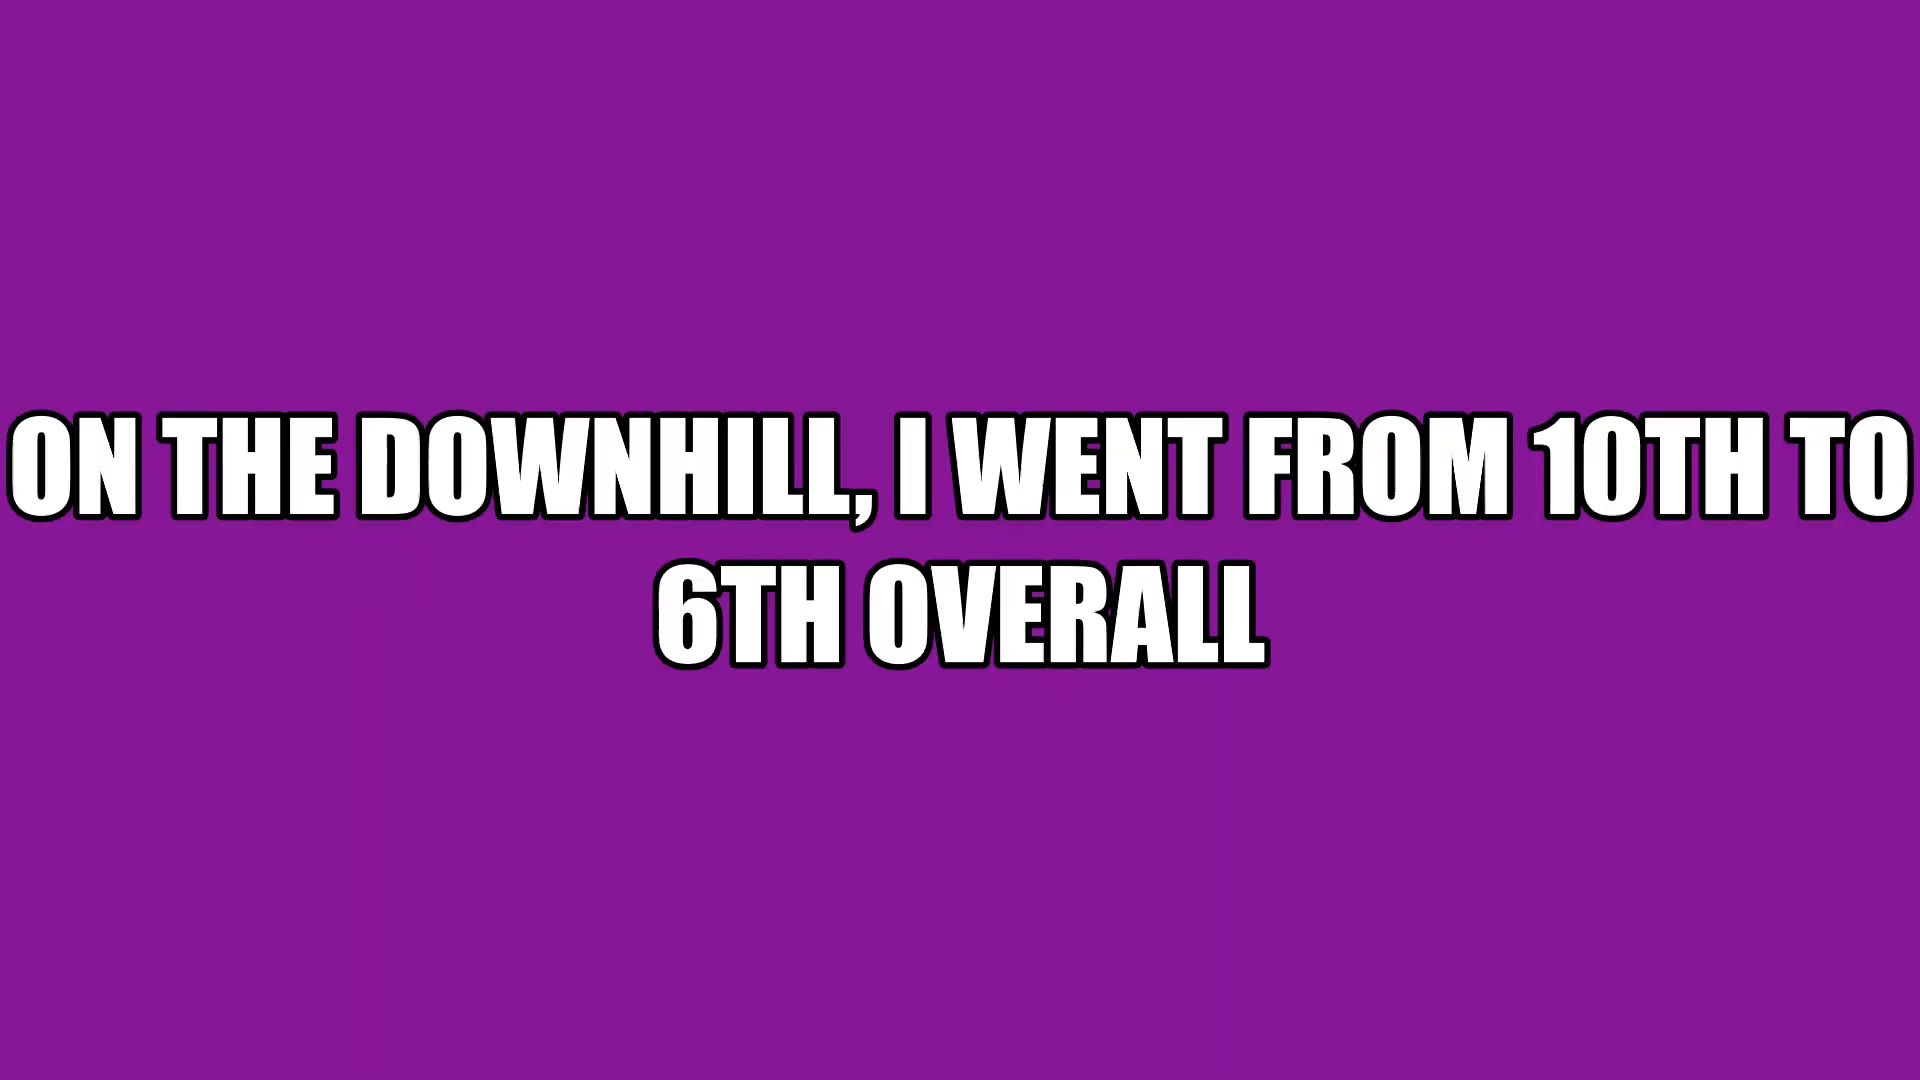 ON THE DOWNHILL, I WENT FROM 10TH TO
6TH OVERALL